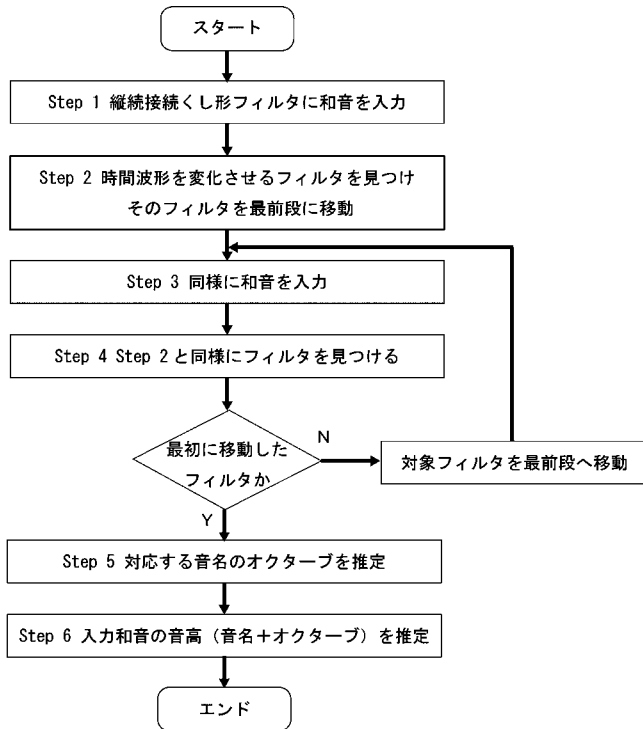 スタート
Step 1 縦続接続くし形フィルタに和音を入力
Step 2 時間波形を変化させるフィルタを見つけ
そのフィルタを最前段に移動
Step 3 同様に和音を入力
Step 4 Step 2 と同様にフィルタを見つける
最初に移動した
フィルタか
N
対象フィルタを最前段へ移動
Y
Step 5 対応する音名のオクターブを推定
Step 6 入力和音の音高（音名＋オクターブ）を推定
エンド